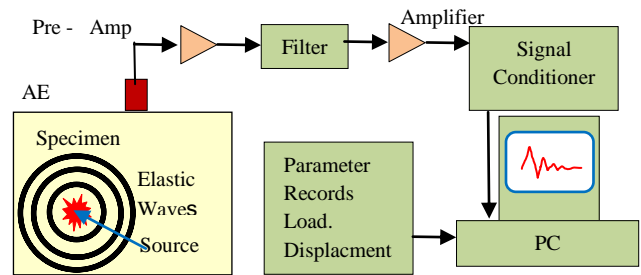 Pre - Amp
Amplifier
Filter
Signal
Conditioner
AE
Specimen
Elastic
Waves
Source
Parameter
Records
Load.
Displacment
PC